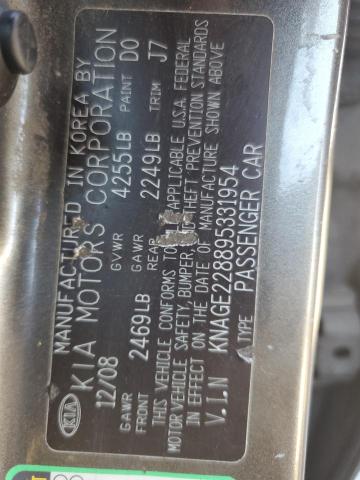 MANUFACTURED IN KOREA BY
KIA KIA MOTORS CORPORATION
12/08 GVWR 4255LB PAINT D0
GAWR FRONT 2469LB GAWR REAR 2249LB TRIM J7
THIS VEHICLE CONFORMS TO APPLICABLE U.S.A. FEDERAL
MOTOR VEHICLE SAFETY, BUMPER, THEFT PREVENTION STANDARDS
IN EFFECT ON THE DATE OF MANUFACTURE SHOWN ABOVE
V.I.N KNAGE228895331954
TYPE PASSENGER CAR